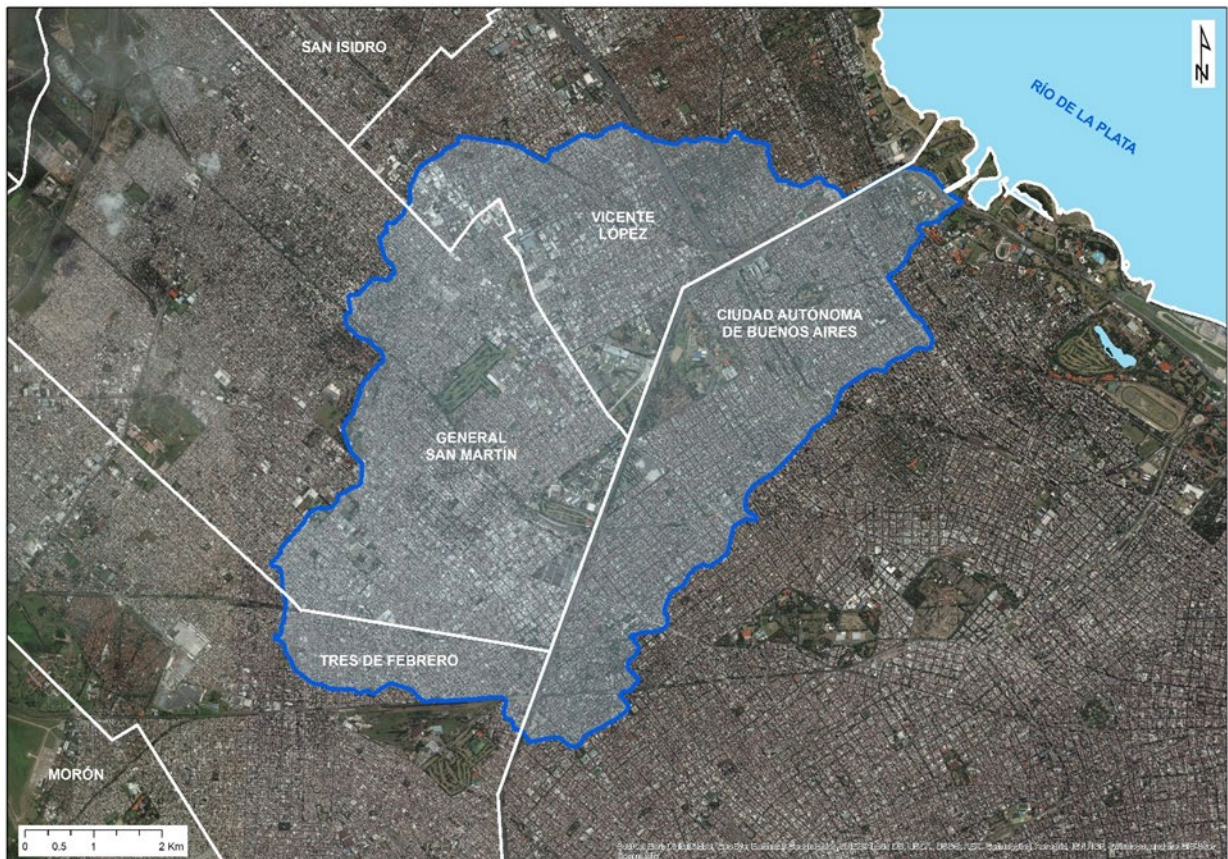 SAN ISIDRO
RÍO DE LA PLATA
VICENTE
LÓPEZ
CIUDAD AUTÓNOMA
DE BUENOS AIRES
GENERAL
SAN MARTÍN
TRES DE FEBRERO
MORÓN
0 0.5 1 2 Km
N